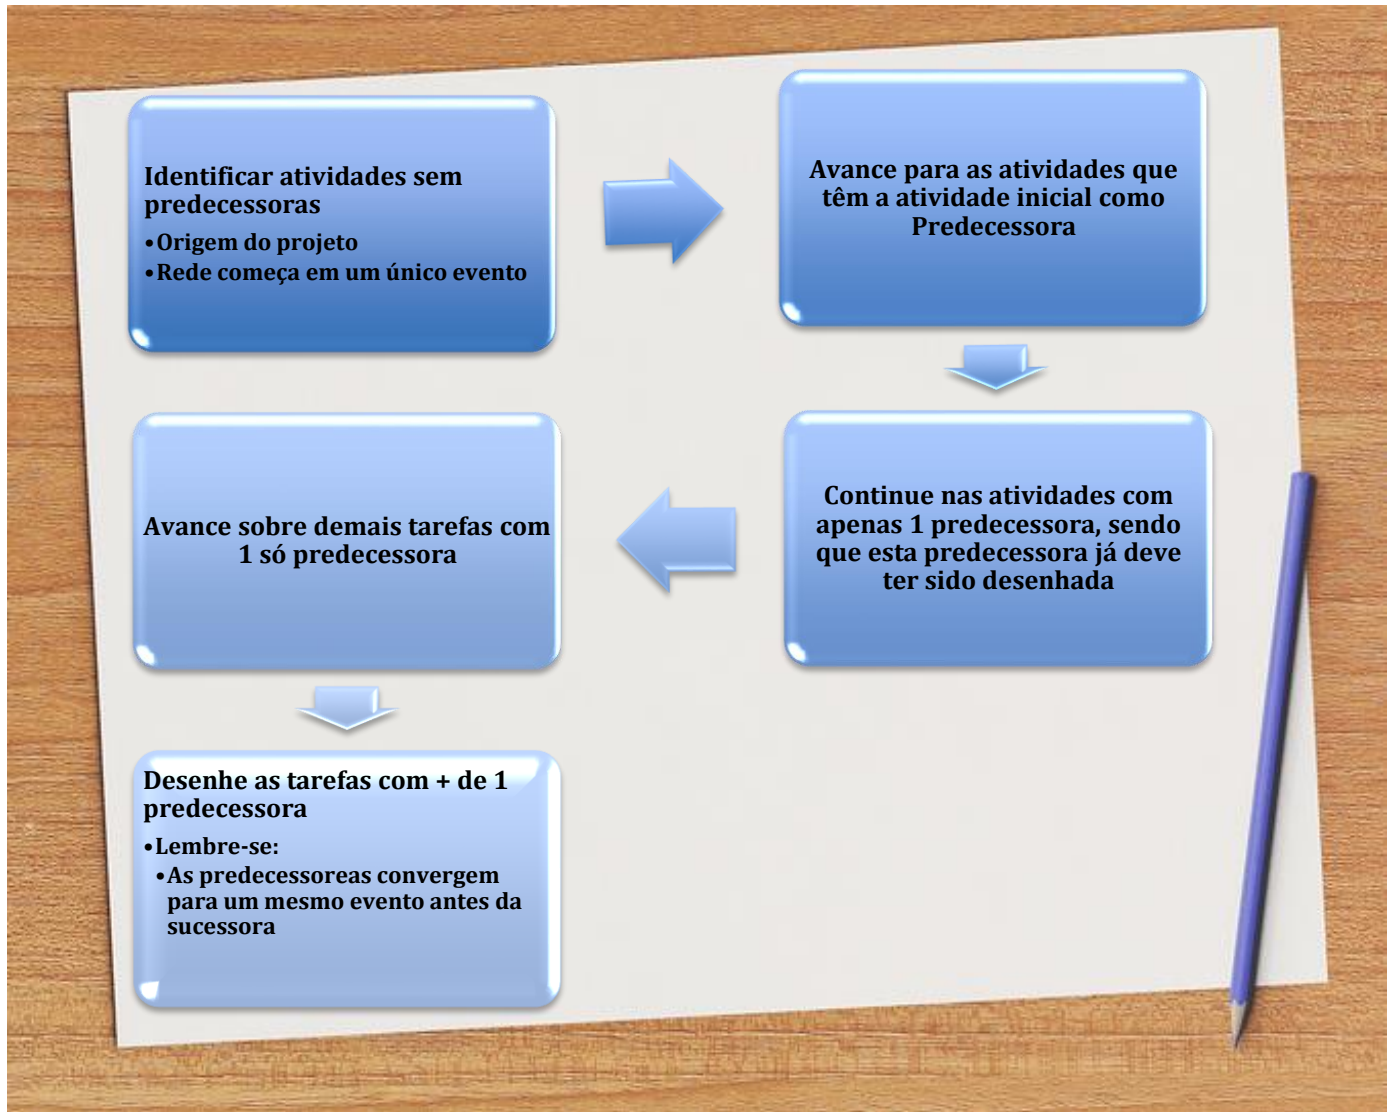 Identificar atividades sem
predecessoras
•Origem do projeto
•Rede começa em um único evento
Avance para as atividades que
têm a atividade inicial como
Predecessora
Continue nas atividades com
apenas 1 predecessora, sendo
que esta predecessora já deve
ter sido desenhada
Avance sobre demais tarefas com
1 só predecessora
Desenhe as tarefas com + de 1
predecessora
•Lembre-se:
•As predecessoreas convergem
para um mesmo evento antes da
sucessora